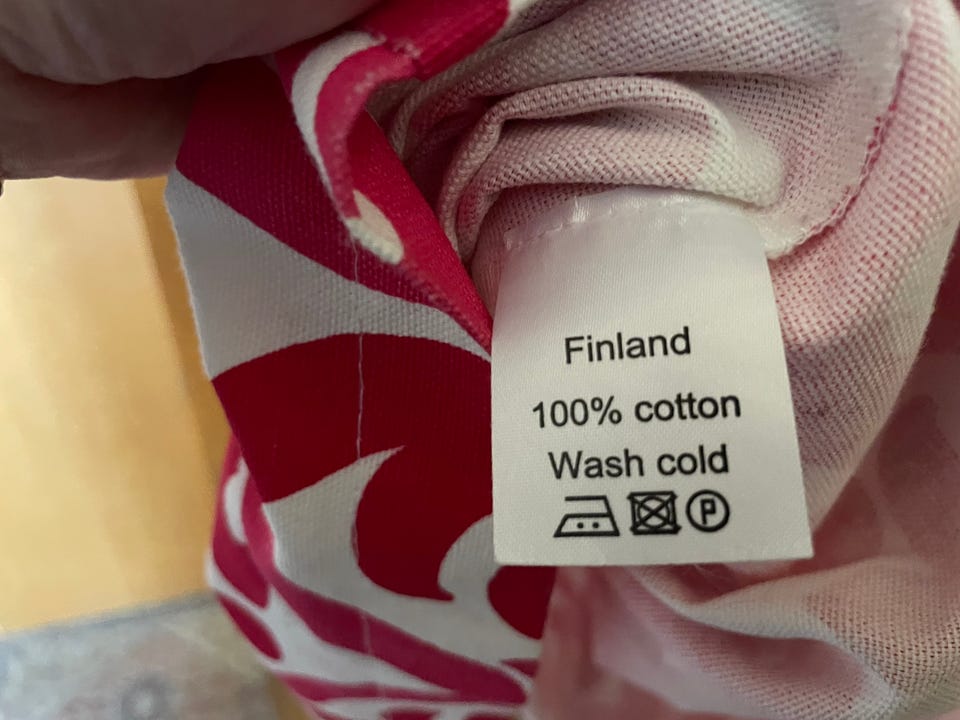 Finland
100% cotton
Wash cold
P